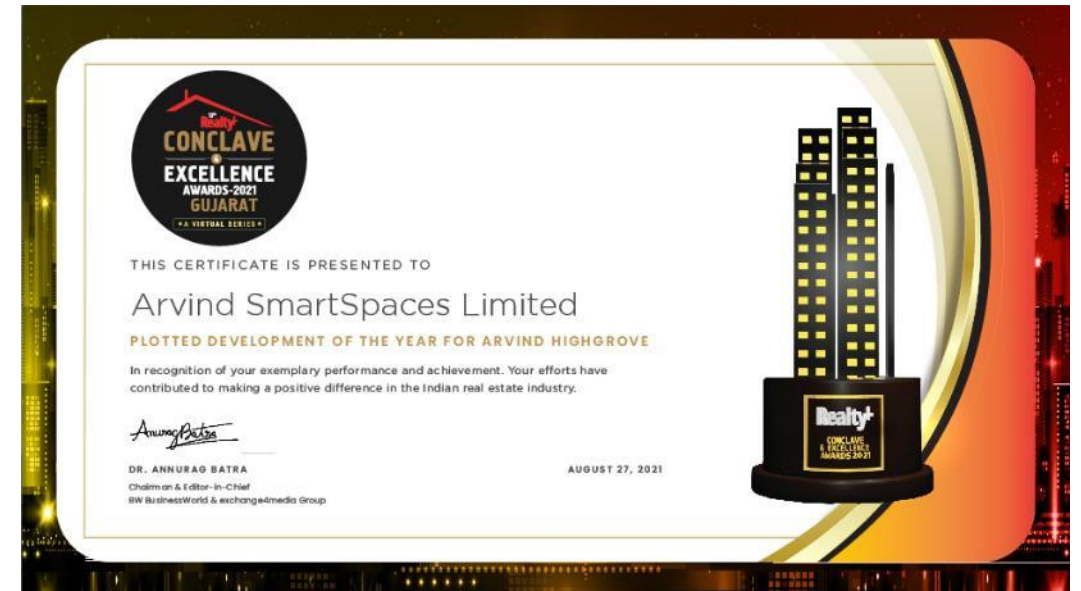 Realty+
CONCLAVE
&
EXCELLENCE
AWARDS-2021
GUJARAT
A VIRTUAL SERIES
THIS CERTIFICATE IS PRESENTED TO
Arvind SmartSpaces Limited
PLOTTED DEVELOPMENT OF THE YEAR FOR ARVIND HIGHGROVE
In recognition of your exemplary performance and achievement. Your efforts have
contributed to making a positive difference in the Indian real estate industry.
Anurag Batra
DR. ANNURAG BATRA
AUGUST 27, 2021
Chairman & Editor-in-Chief
BW BusinessWorld & exchange4media Group
Realty+
CONCLAVE
& EXCELLENCE
AWARDS 2021